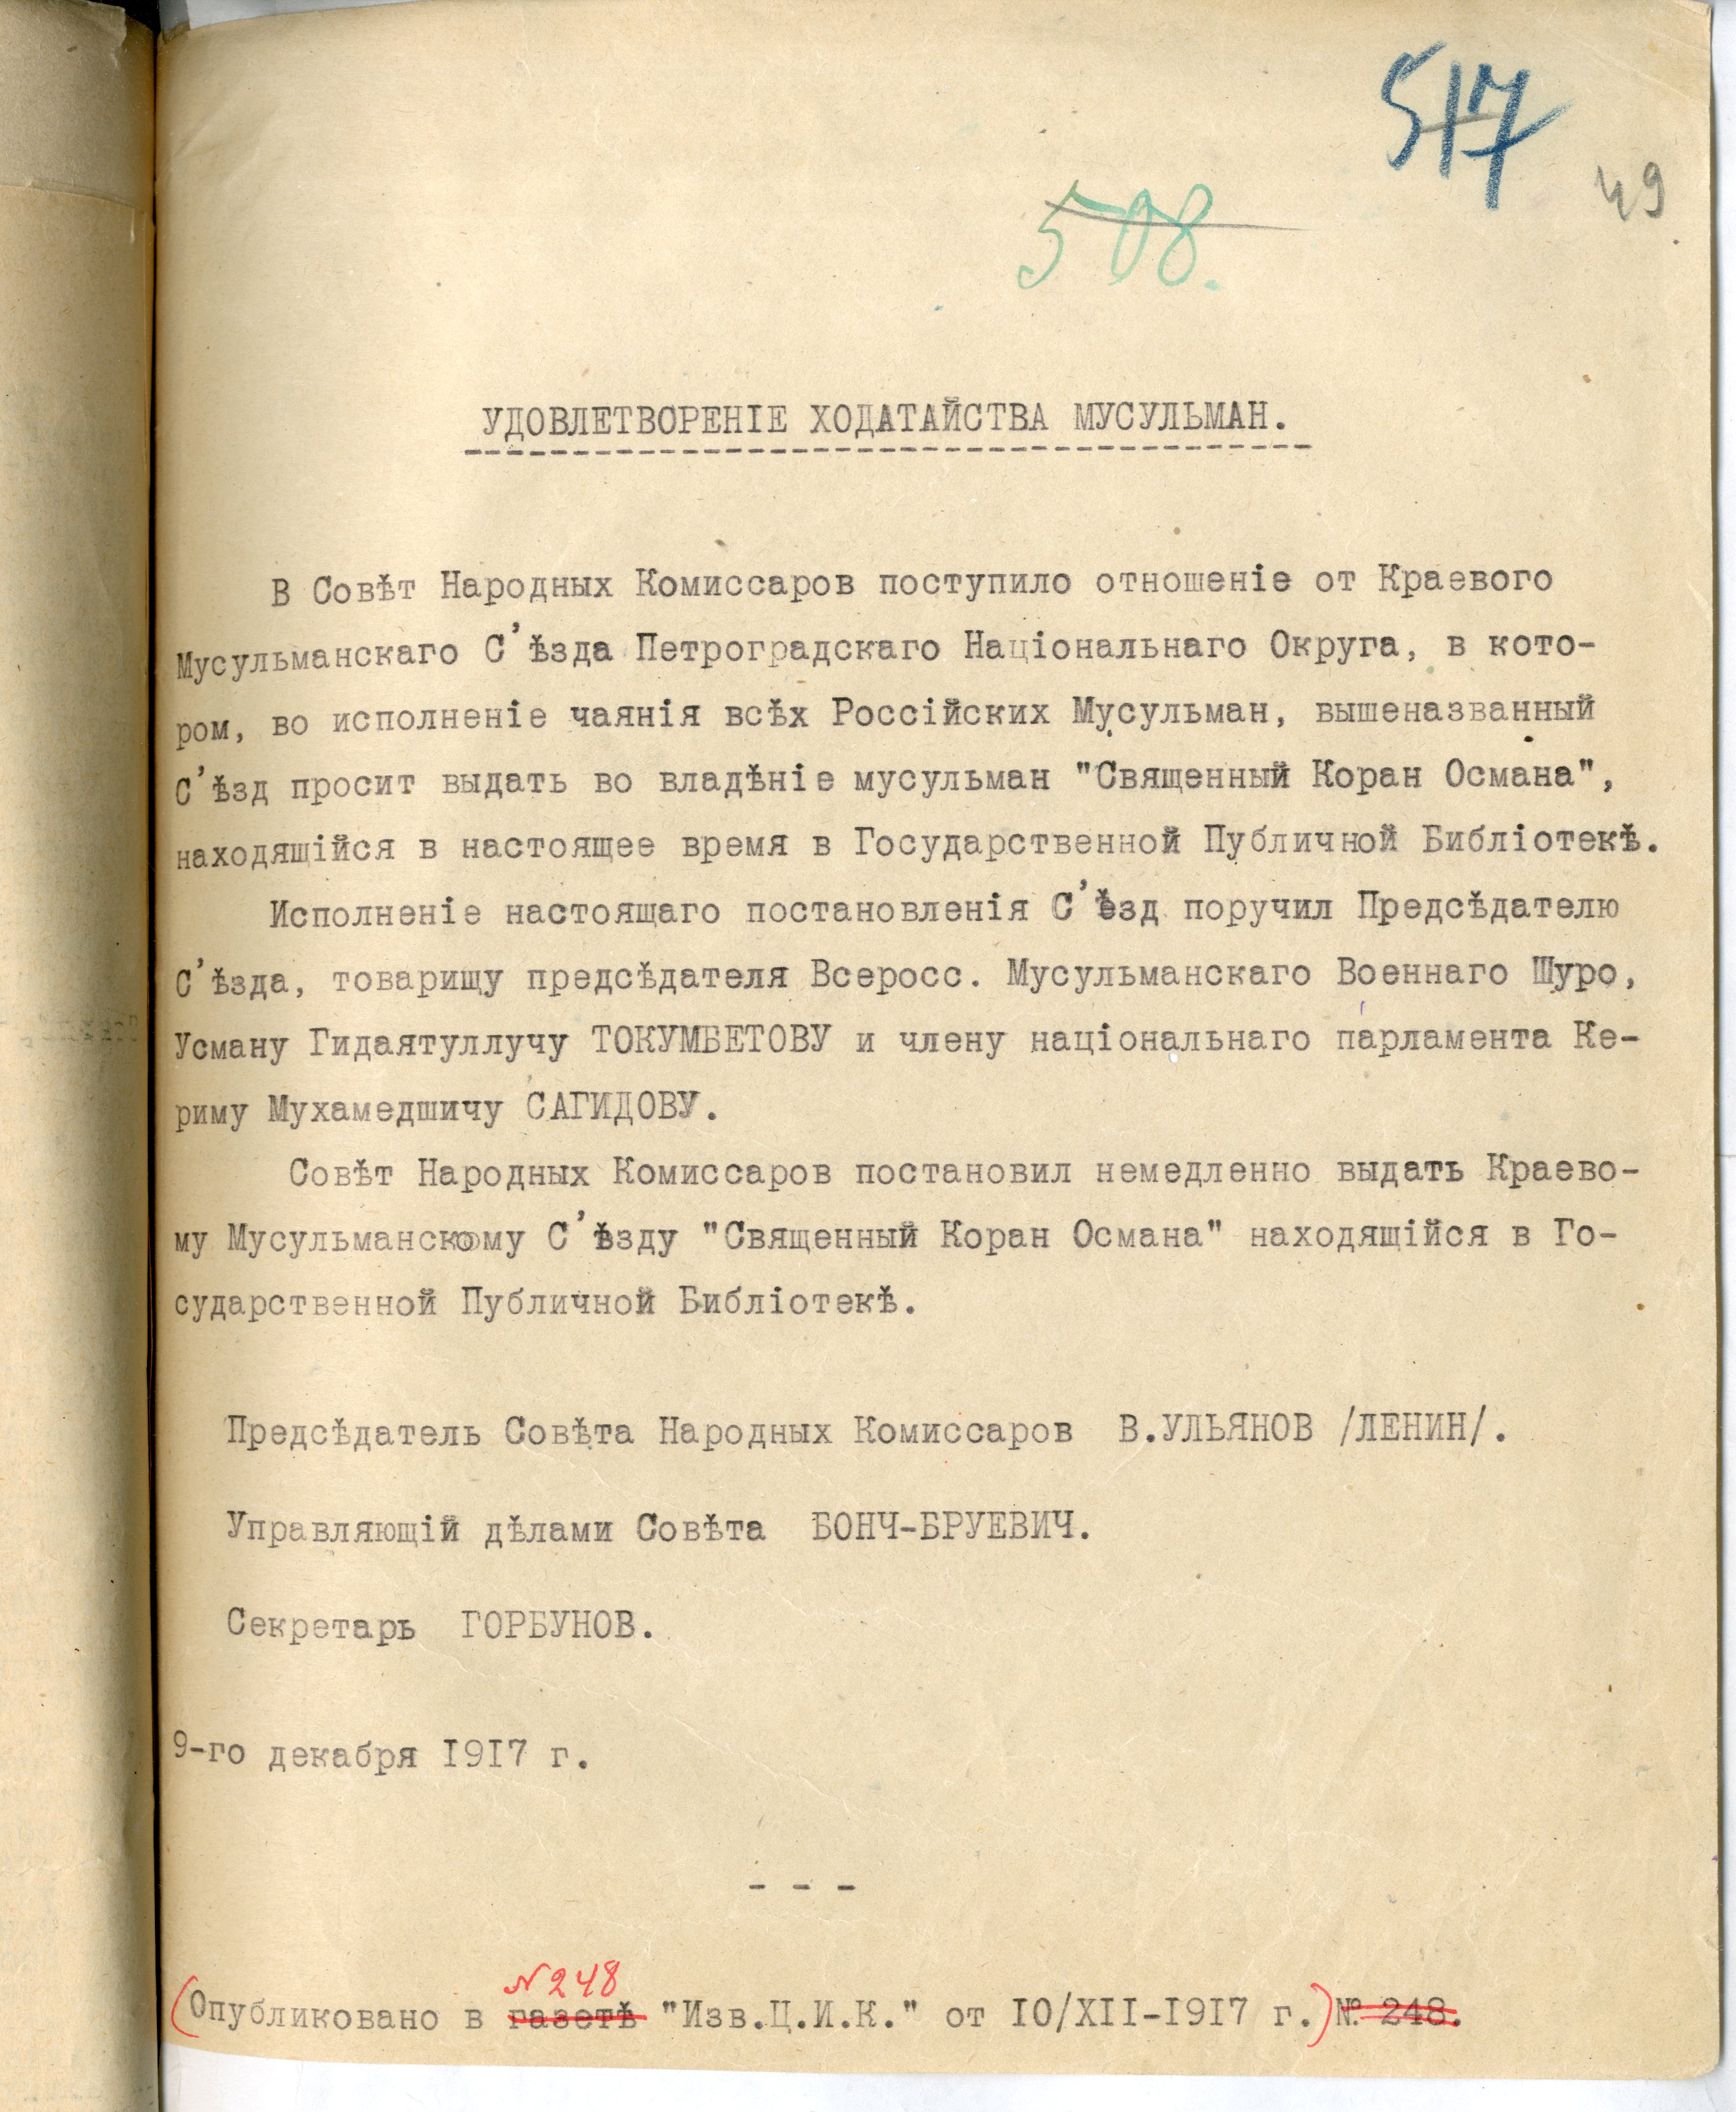 517
49
508.
УДОВЛЕТВОРЕНІЕ ХОДАТАЙСТВА МУСУЛЬМАН.
В Совѣт Народных Комиссаров поступило отношеніе от Краевого
Мусульманскаго С'ѣзда Петроградскаго Національнаго Округа, в кото-
ром, во исполненіе чаянія всѣх Россійских Мусульман, вышеназванный
С'ѣзд просит выдать во владѣніе мусульман "Священный Коран Османа",
находящійся в настоящее время в Государственной Публичной Библіотекѣ.
Исполненіе настоящаго постановленія С'ѣзд поручил Предсѣдателю
С'ѣзда, товарищу предсѣдателя Всеросс. Мусульманскаго Военнаго Шуро,
Усману Гидаятуллучу ТОКУМБЕТОВУ и члену національнаго парламента Ке-
риму Мухамедшичу САГИДОВУ.
Совѣт Народных Комиссаров постановил немедленно выдать Краево-
му Мусульманскому С'ѣзду "Священный Коран Османа" находящійся в Го-
сударственной Публичной Библіотекѣ.
Предсѣдатель Совѣта Народных Комиссаров В.УЛЬЯНОВ /ЛЕНИН/.
Управляющій дѣлами Совѣта БОНЧ-БРУЕВИЧ.
Секретарь ГОРБУНОВ.
9-го декабря I9I7 г.
- - -
N 248
(Опубликовано в газетѣ "Изв.Ц.И.К." от IO/XII-I9I7 г.) № 248.